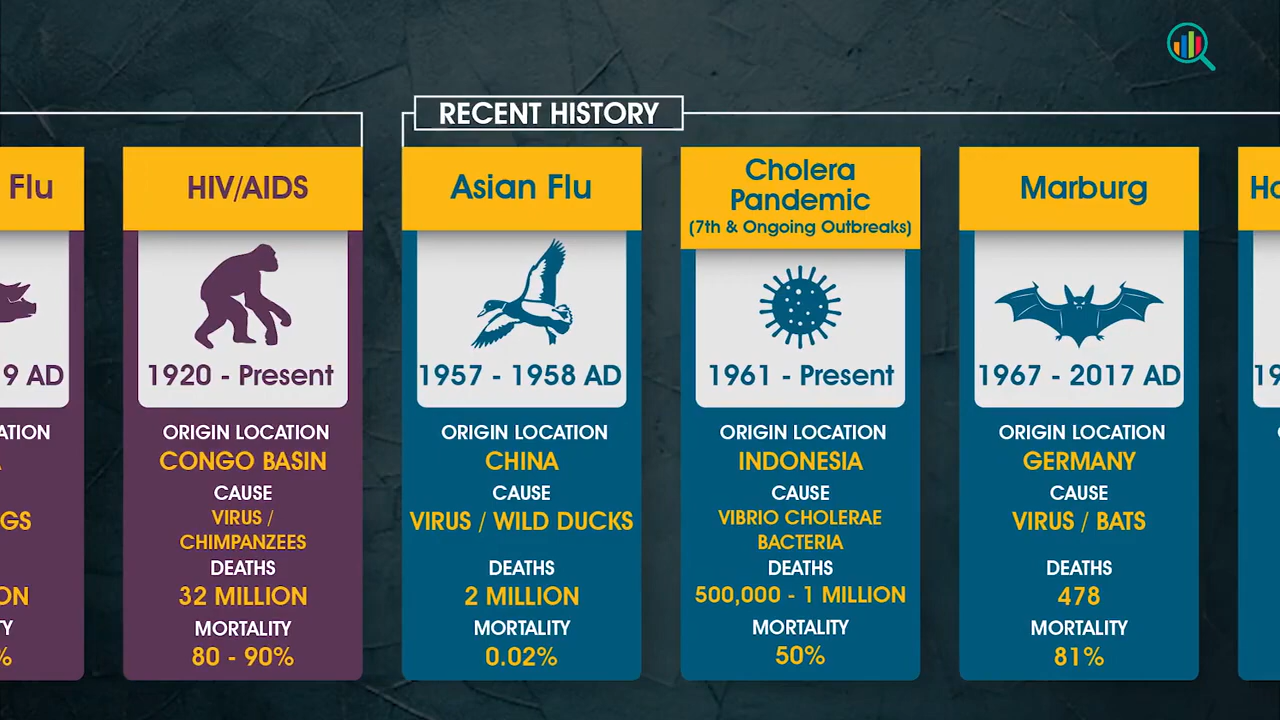 RECENT HISTORY
Flu
9 AD
ATION
GS
ON
Y
%
HIV/AIDS
1920 - Present
ORIGIN LOCATION
CONGO BASIN
CAUSE
VIRUS /
CHIMPANZEES
DEATHS
32 MILLION
MORTALITY
80 - 90%
Asian Flu
1957 - 1958 AD
ORIGIN LOCATION
CHINA
CAUSE
VIRUS / WILD DUCKS
DEATHS
2 MILLION
MORTALITY
0.02%
Cholera
Pandemic
(7th & Ongoing Outbreaks)
1961 - Present
ORIGIN LOCATION
INDONESIA
CAUSE
VIBRIO CHOLERAE
BACTERIA
DEATHS
500,000 - 1 MILLION
MORTALITY
50%
Marburg
1967 - 2017 AD
ORIGIN LOCATION
GERMANY
CAUSE
VIRUS / BATS
DEATHS
478
MORTALITY
81%
Ho
19